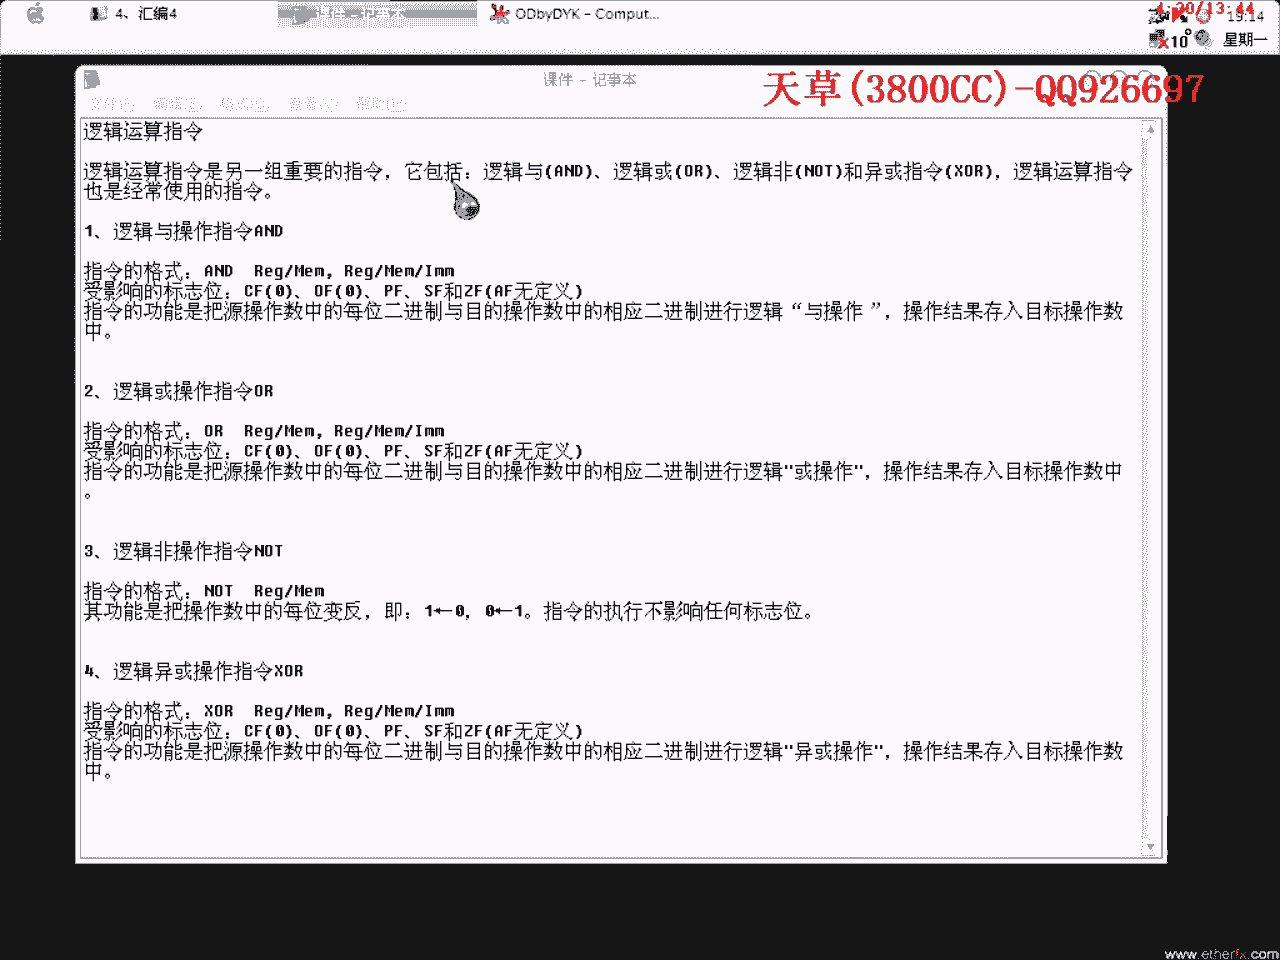 4、汇编4
课件 - 记事本
ODbyDYK - Comput...
4:20/13:44
19:14
10°
星期一
课件 - 记事本
天草(3800CC)-QQ926697
逻辑运算指令
逻辑运算指令是另一组重要的指令，它包括：逻辑与(AND)、逻辑或(OR)、逻辑非(NOT)和异或指令(XOR)，逻辑运算指令
也是经常使用的指令。
1、逻辑与操作指令AND
指令的格式：AND  Reg/Mem, Reg/Mem/Imm
受影响的标志位：CF(0)、OF(0)、PF、SF和ZF(AF无定义)
指令的功能是把源操作数中的每位二进制与目的操作数中的相应二进制进行逻辑“与操作 ”，操作结果存入目标操作数
中。
2、逻辑或操作指令OR
指令的格式：OR  Reg/Mem, Reg/Mem/Imm
受影响的标志位：CF(0)、OF(0)、PF、SF和ZF(AF无定义)
指令的功能是把源操作数中的每位二进制与目的操作数中的相应二进制进行逻辑"或操作"，操作结果存入目标操作数中
。
3、逻辑非操作指令NOT
指令的格式：NOT  Reg/Mem
其功能是把操作数中的每位变反，即：1←0，0←1。指令的执行不影响任何标志位。
4、逻辑异或操作指令XOR
指令的格式：XOR  Reg/Mem, Reg/Mem/Imm
受影响的标志位：CF(0)、OF(0)、PF、SF和ZF(AF无定义)
指令的功能是把源操作数中的每位二进制与目的操作数中的相应二进制进行逻辑"异或操作"，操作结果存入目标操作数
中。
www.etherfx.com